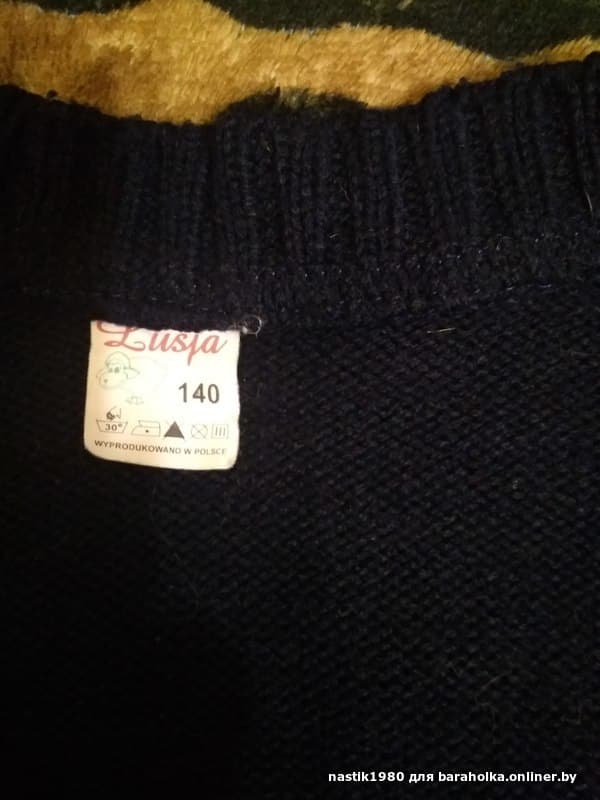 Lusja
140
30°
WYPRODUKOWANO W POLSCE
nastik1980 для baraholka.onliner.by